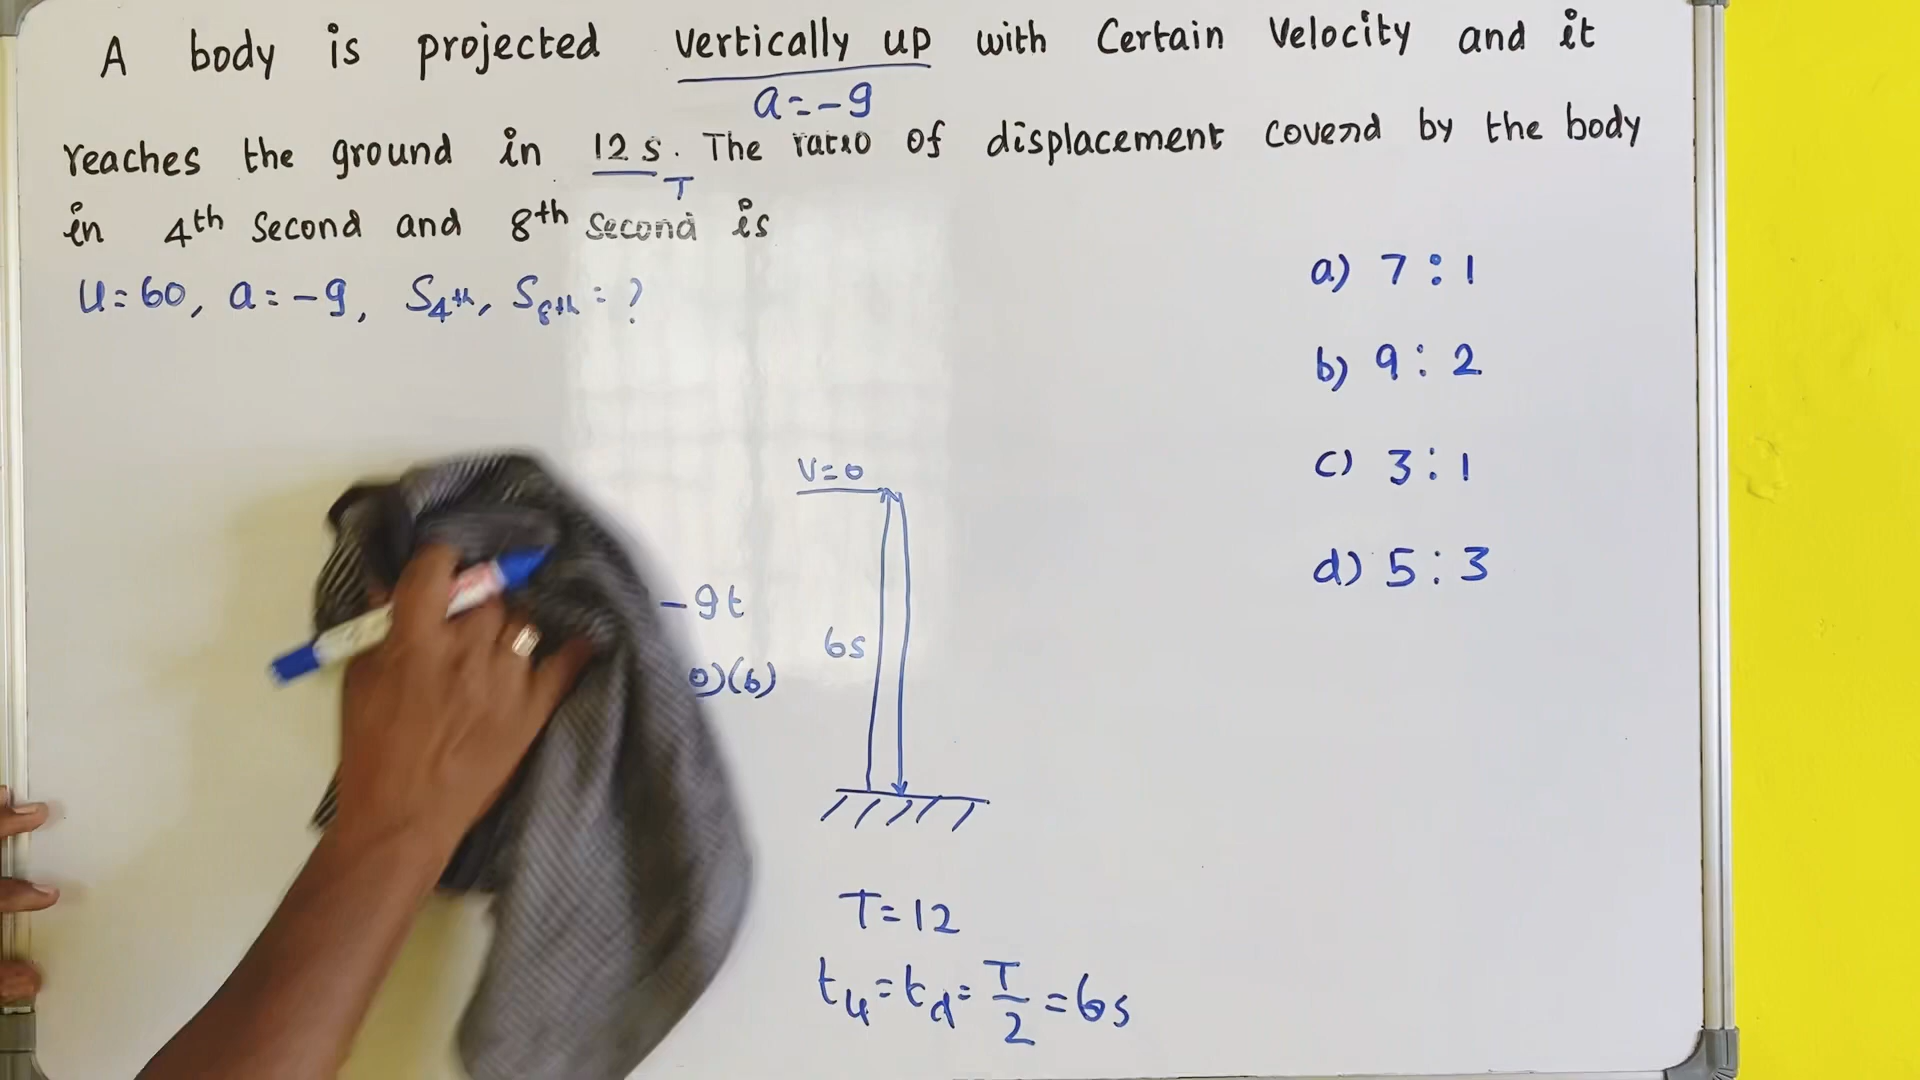 A body is projected vertically up with Certain Velocity and it
a=-g
reaches the ground in 12 s. The ratio of displacement coverd by the body
T
in 4th Second and 8th Second is
U=60, a=-g, S4th, S8th = ?
a) 7:1
b) 9:2
c) 3:1
d) 5:3
V=0
-gt
6s
)(6)
T=12
tu=td=T/2=6s